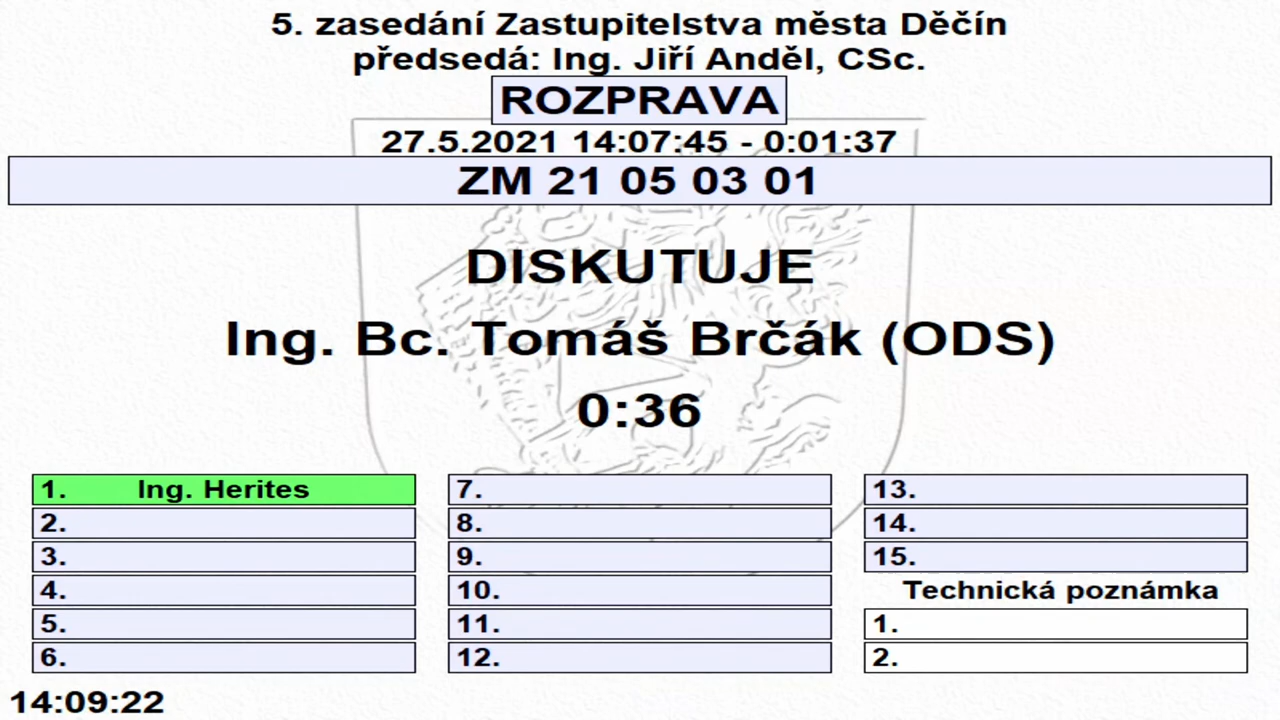 5. zasedání Zastupitelstva města Děčín
předsedá: Ing. Jiří Anděl, CSc.
ROZPRAVA
27.5.2021 14:07:45 - 0:01:37
ZM 21 05 03 01
DISKUTUJE
Ing. Bc. Tomáš Brčák (ODS)
0:36
1. Ing. Herites
2.
3.
4.
5.
6.
7.
8.
9.
10.
11.
12.
13.
14.
15.
Technická poznámka
1.
2.
14:09:22